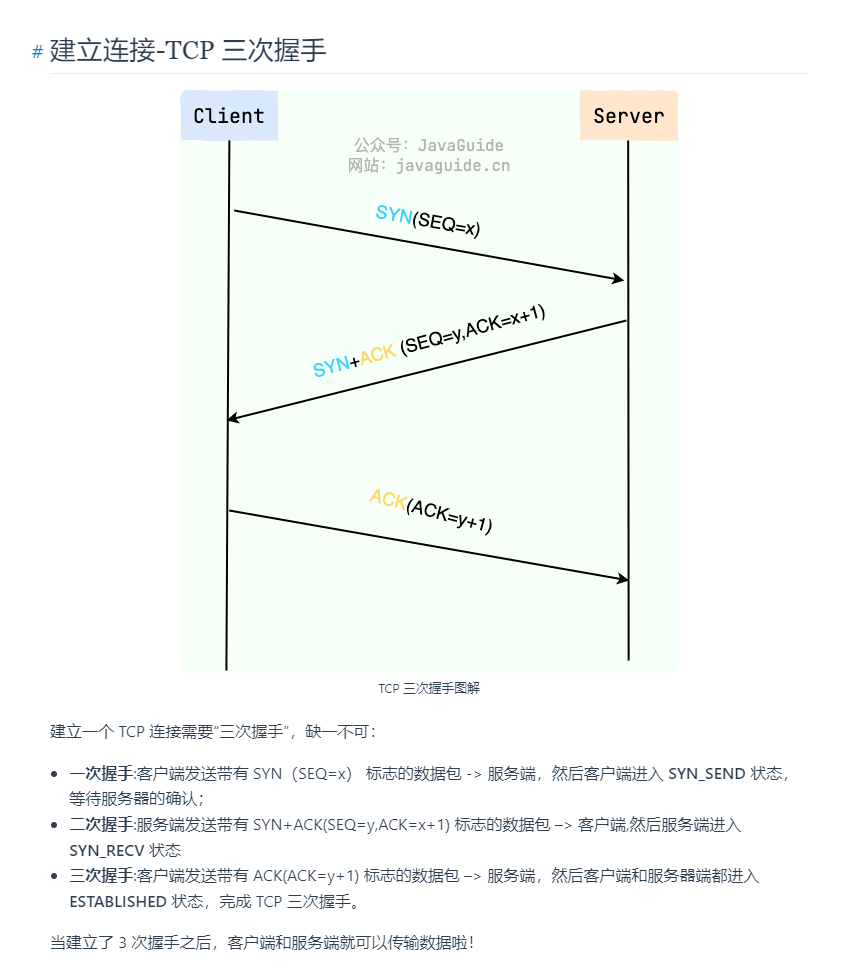 # 建立连接-TCP 三次握手
Client
Server
公众号：JavaGuide
网站：javaguide.cn
SYN(SEQ=x)
SYN+ACK (SEQ=y,ACK=x+1)
ACK(ACK=y+1)
TCP 三次握手图解
建立一个 TCP 连接需要“三次握手”，缺一不可：
• 一次握手:客户端发送带有 SYN（SEQ=x） 标志的数据包 -> 服务端，然后客户端进入 SYN_SEND 状态，
等待服务器的确认；
• 二次握手:服务端发送带有 SYN+ACK(SEQ=y,ACK=x+1) 标志的数据包 –> 客户端,然后服务端进入
SYN_RECV 状态
• 三次握手:客户端发送带有 ACK(ACK=y+1) 标志的数据包 –> 服务端，然后客户端和服务器端都进入
ESTABLISHED 状态，完成 TCP 三次握手。
当建立了 3 次握手之后，客户端和服务端就可以传输数据啦！